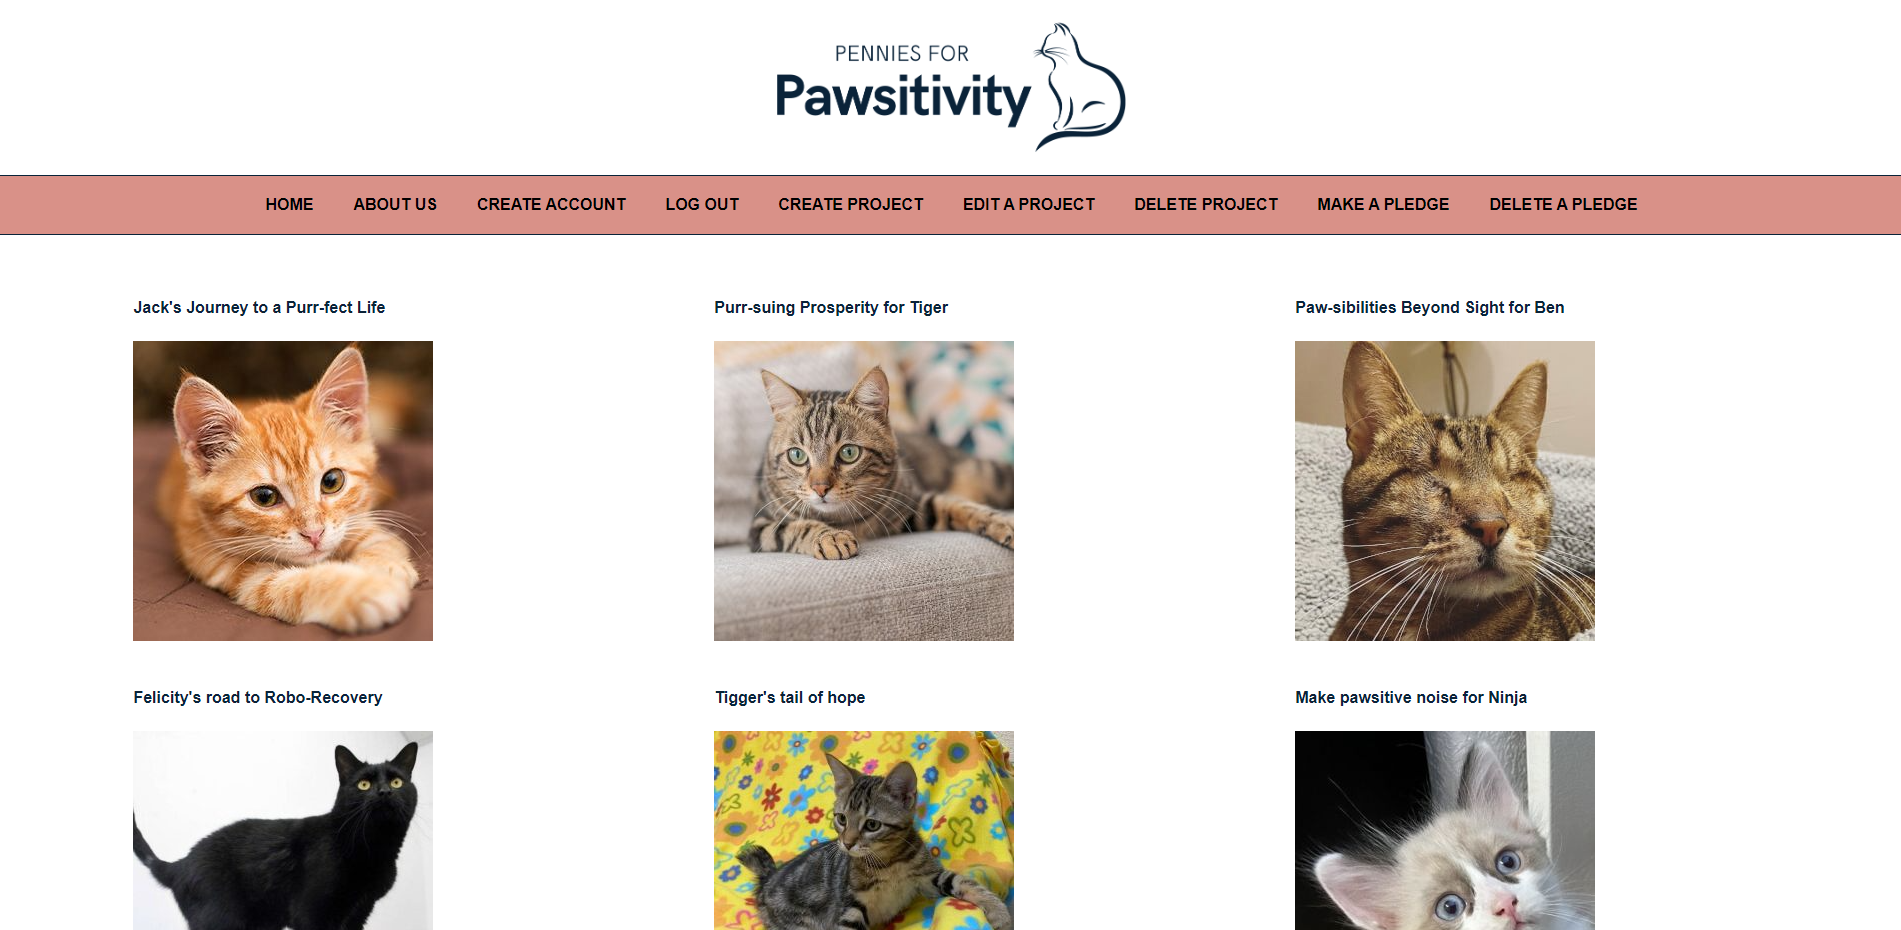 PENNIES FOR
Pawsitivity
HOME ABOUT US CREATE ACCOUNT LOG OUT CREATE PROJECT EDIT A PROJECT DELETE PROJECT MAKE A PLEDGE DELETE A PLEDGE
Jack's Journey to a Purr-fect Life
Purr-suing Prosperity for Tiger
Paw-sibilities Beyond Sight for Ben
Felicity's road to Robo-Recovery
Tigger's tail of hope
Make pawsitive noise for Ninja